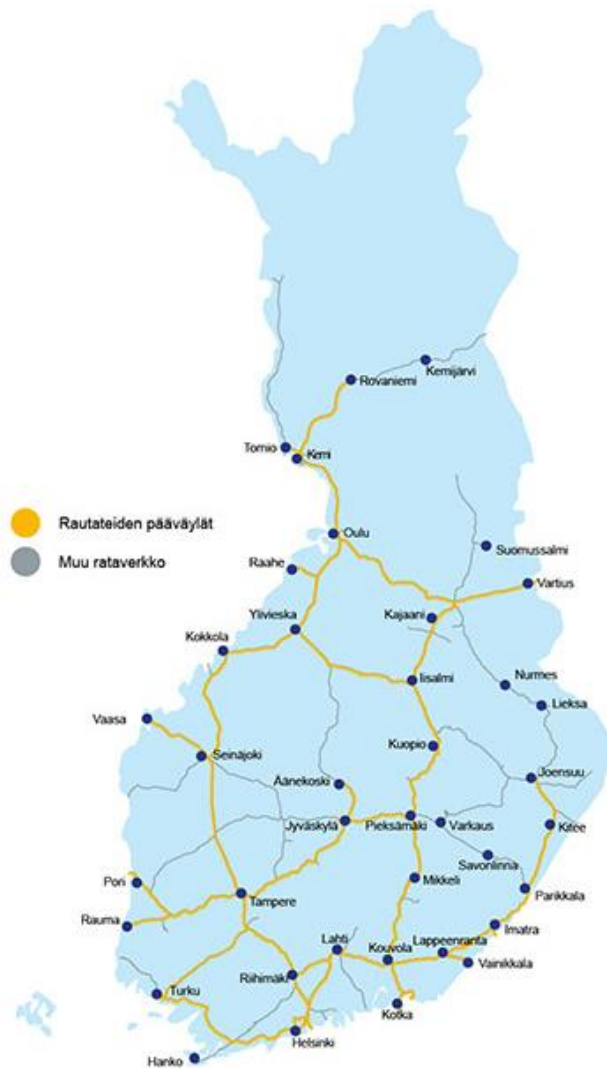 Rovaniemi
Kemijärvi
Tornio
Kemi
Rautateiden pääväylät
Oulu
Muu rataverkko
Suomussalmi
Raahe
Vartius
Ylivieska
Kajaani
Kokkola
Iisalmi
Nurmes
Lieksa
Vaasa
Kuopio
Seinäjoki
Joensuu
Äänekoski
Jyväskylä
Pieksämäki
Varkaus
Kitee
Savonlinna
Pori
Mikkeli
Parikkala
Tampere
Rauma
Imatra
Lahti
Kouvola
Lappeenranta
Vainikkala
Riihimäki
Turku
Kotka
Helsinki
Hanko